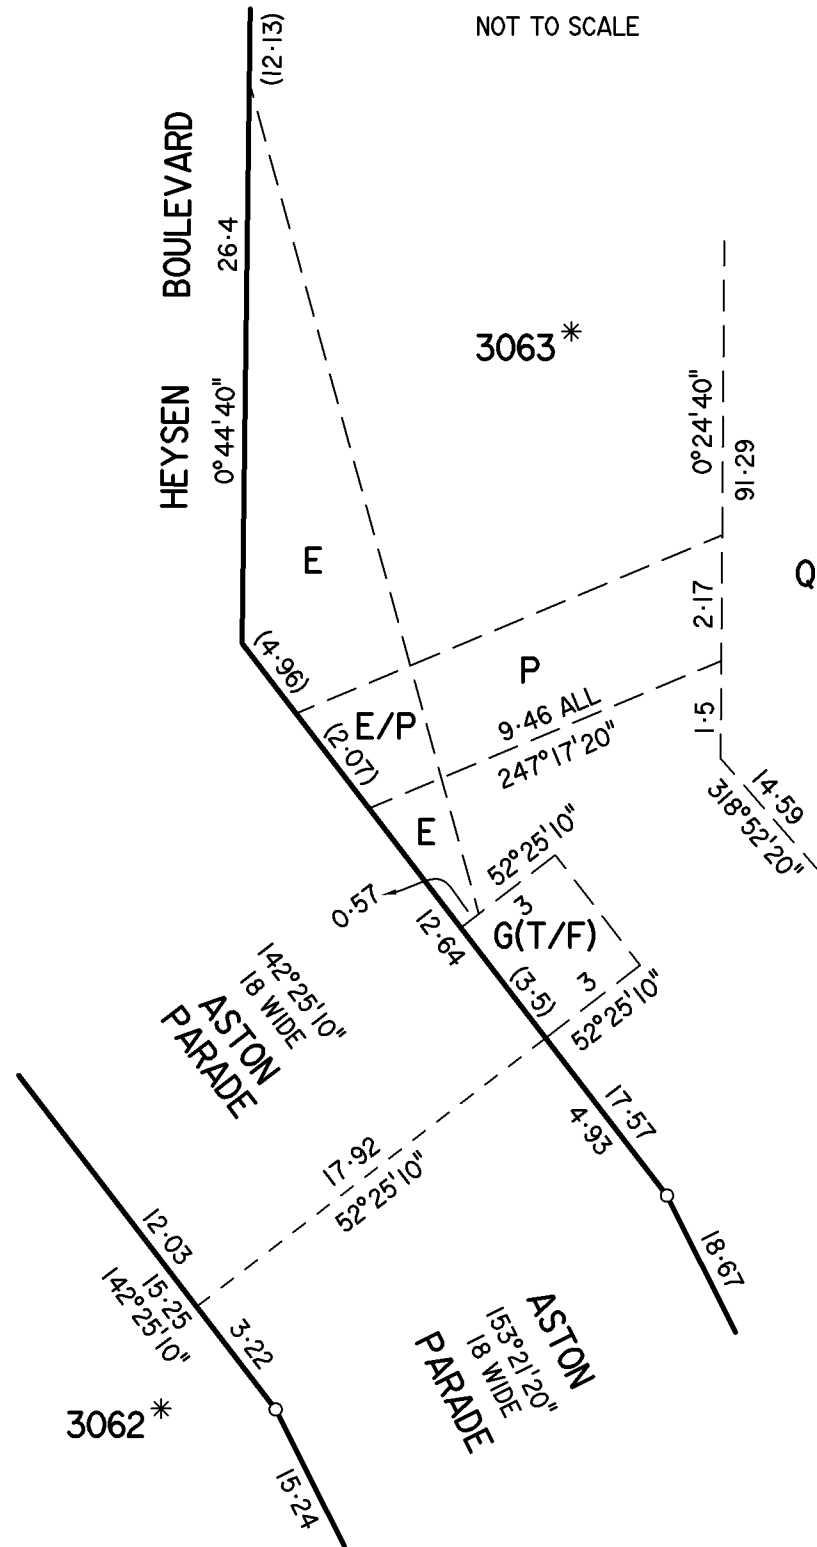 NOT TO SCALE
(12·13)
HEYSEN BOULEVARD
26·4
0°44'40"
3063*
0°24'40"
91·29
E
Q
2·17
(4·96)
P
E/P
(2·07)
9·46 ALL
247°17'20"
1·5
14·59
318°52'20"
E
52°25'10"
0·57
3
12·64
G(T/F)
(3·5)
3
52°25'10"
142°25'10"
18 WIDE
ASTON
PARADE
17·57
4·93
17·92
52°25'10"
12·03
15·25
142°25'10"
3·22
18·67
ASTON
153°21'20"
18 WIDE
PARADE
3062*
15·24